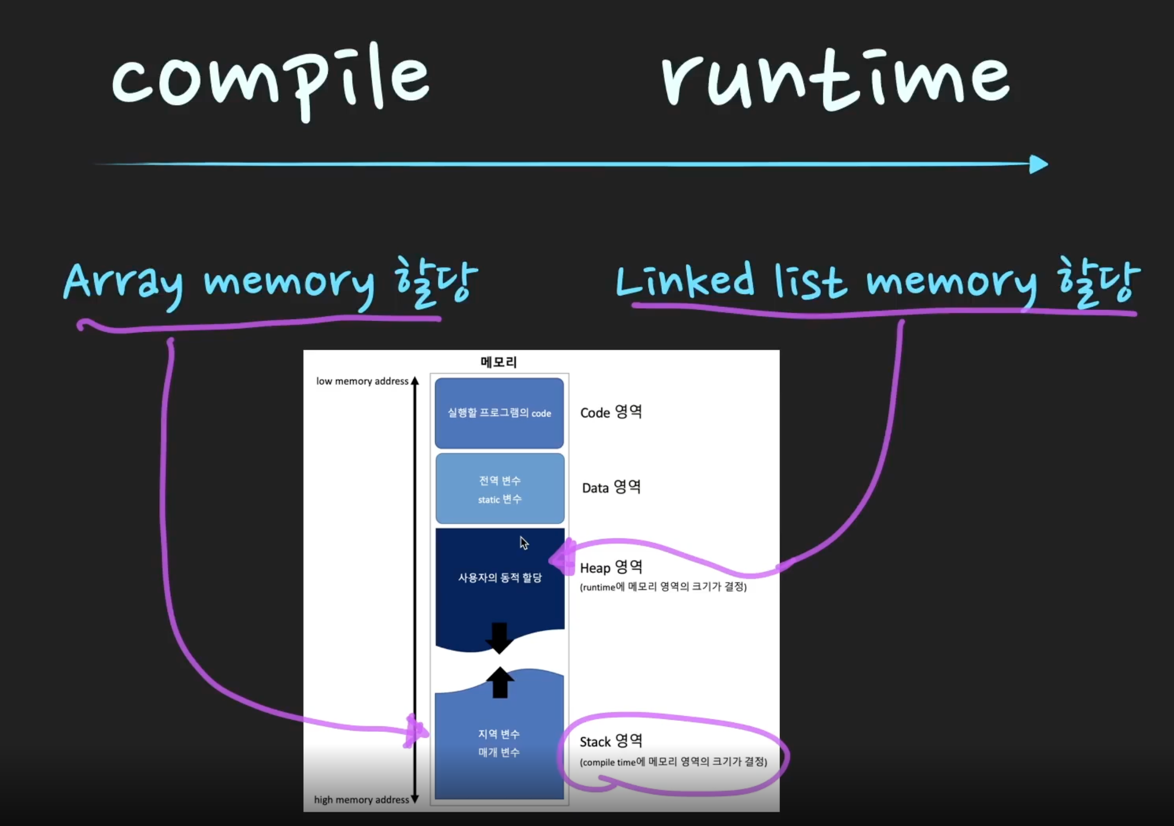 compile
runtime
Array memory 할당
Linked list memory 할당
메모리
low memory address
실행할 프로그램의 code
Code 영역
전역 변수
static 변수
Data 영역
사용자의 동적 할당
Heap 영역
(runtime에 메모리 영역의 크기가 결정)
지역 변수
매개 변수
Stack 영역
(compile time에 메모리 영역의 크기가 결정)
high memory address